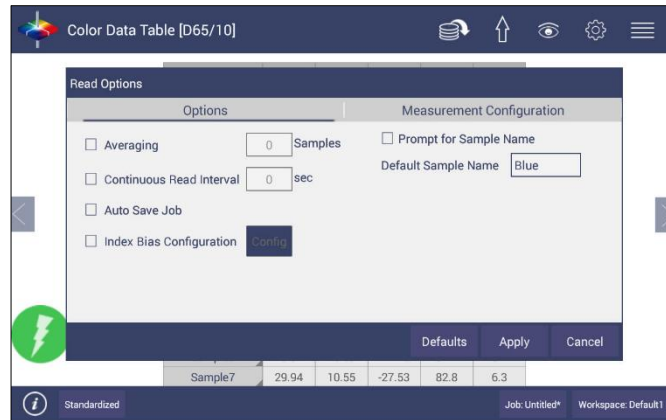 Color Data Table [D65/10]
Read Options
Options
Measurement Configuration
Averaging 0 Samples
Prompt for Sample Name
Continuous Read Interval 0 sec
Default Sample Name Blue
Auto Save Job
Index Bias Configuration Config
Defaults Apply Cancel
Sample7 29.94 10.55 -27.53 82.8 6.3
i Standardized Job: Untitled* Workspace: Default1